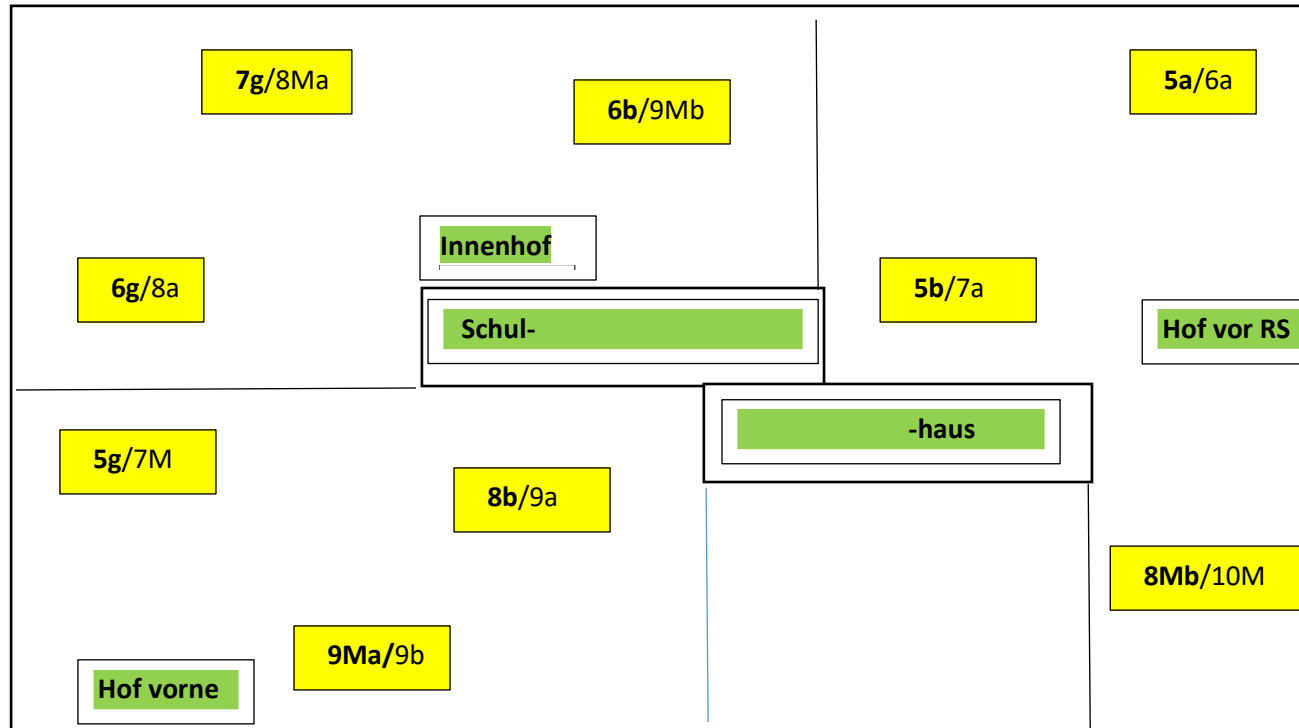 7g/8Ma
5a/6a
6b/9Mb
Innenhof
6g/8a
5b/7a
Schul-
Hof vor RS
-haus
5g/7M
8b/9a
8Mb/10M
9Ma/9b
Hof vorne